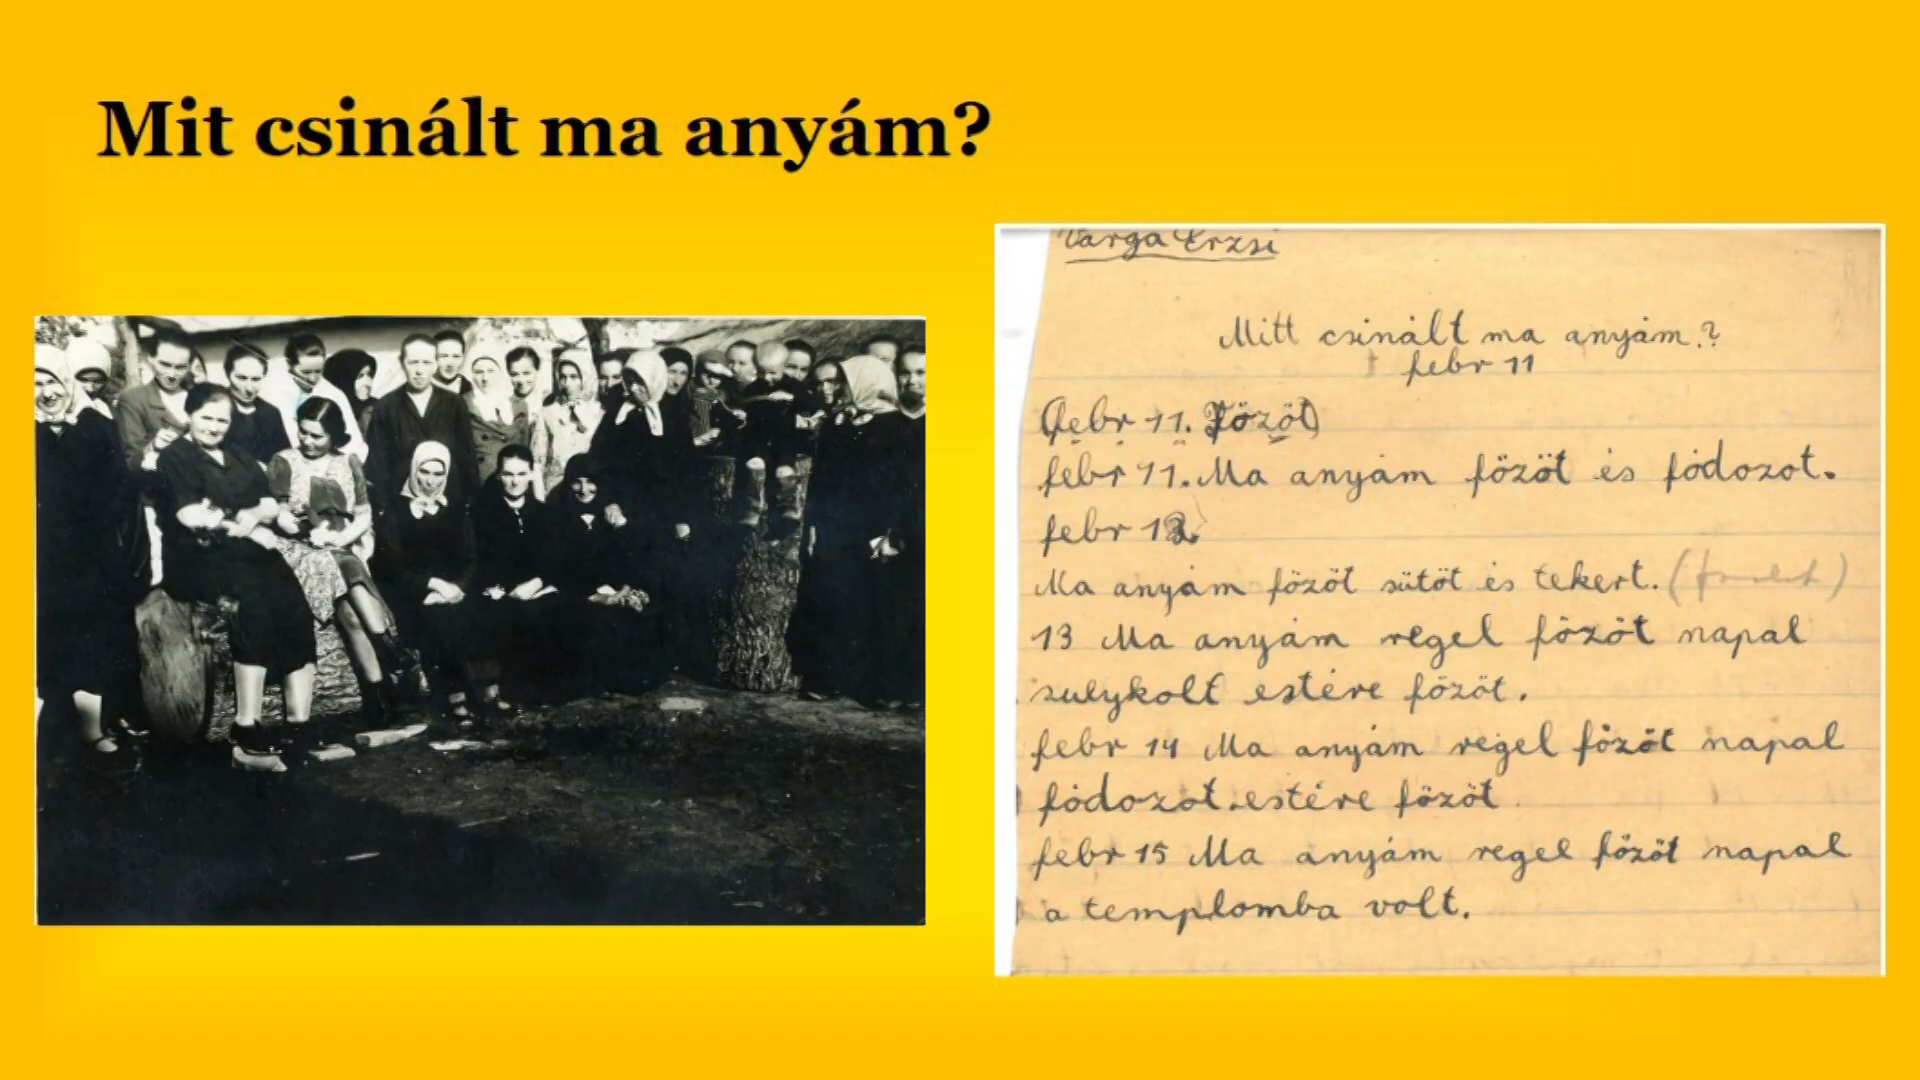 Mit csinált ma anyám?
Varga Erzsi
Mitt csinált ma anyám.?
febr 11
(febr 11. Főzöt)
febr 11. Ma anyám főzöt és fódozot.
febr 12.
Ma anyám főzöt sütöt és tekert.
13 Ma anyám regel főzöt napal
sulykolt estére főzöt.
febr 14 Ma anyám regel főzöt napal
fódozot. estére főzöt
febr 15 Ma anyám regel főzöt napal
a templomba volt.